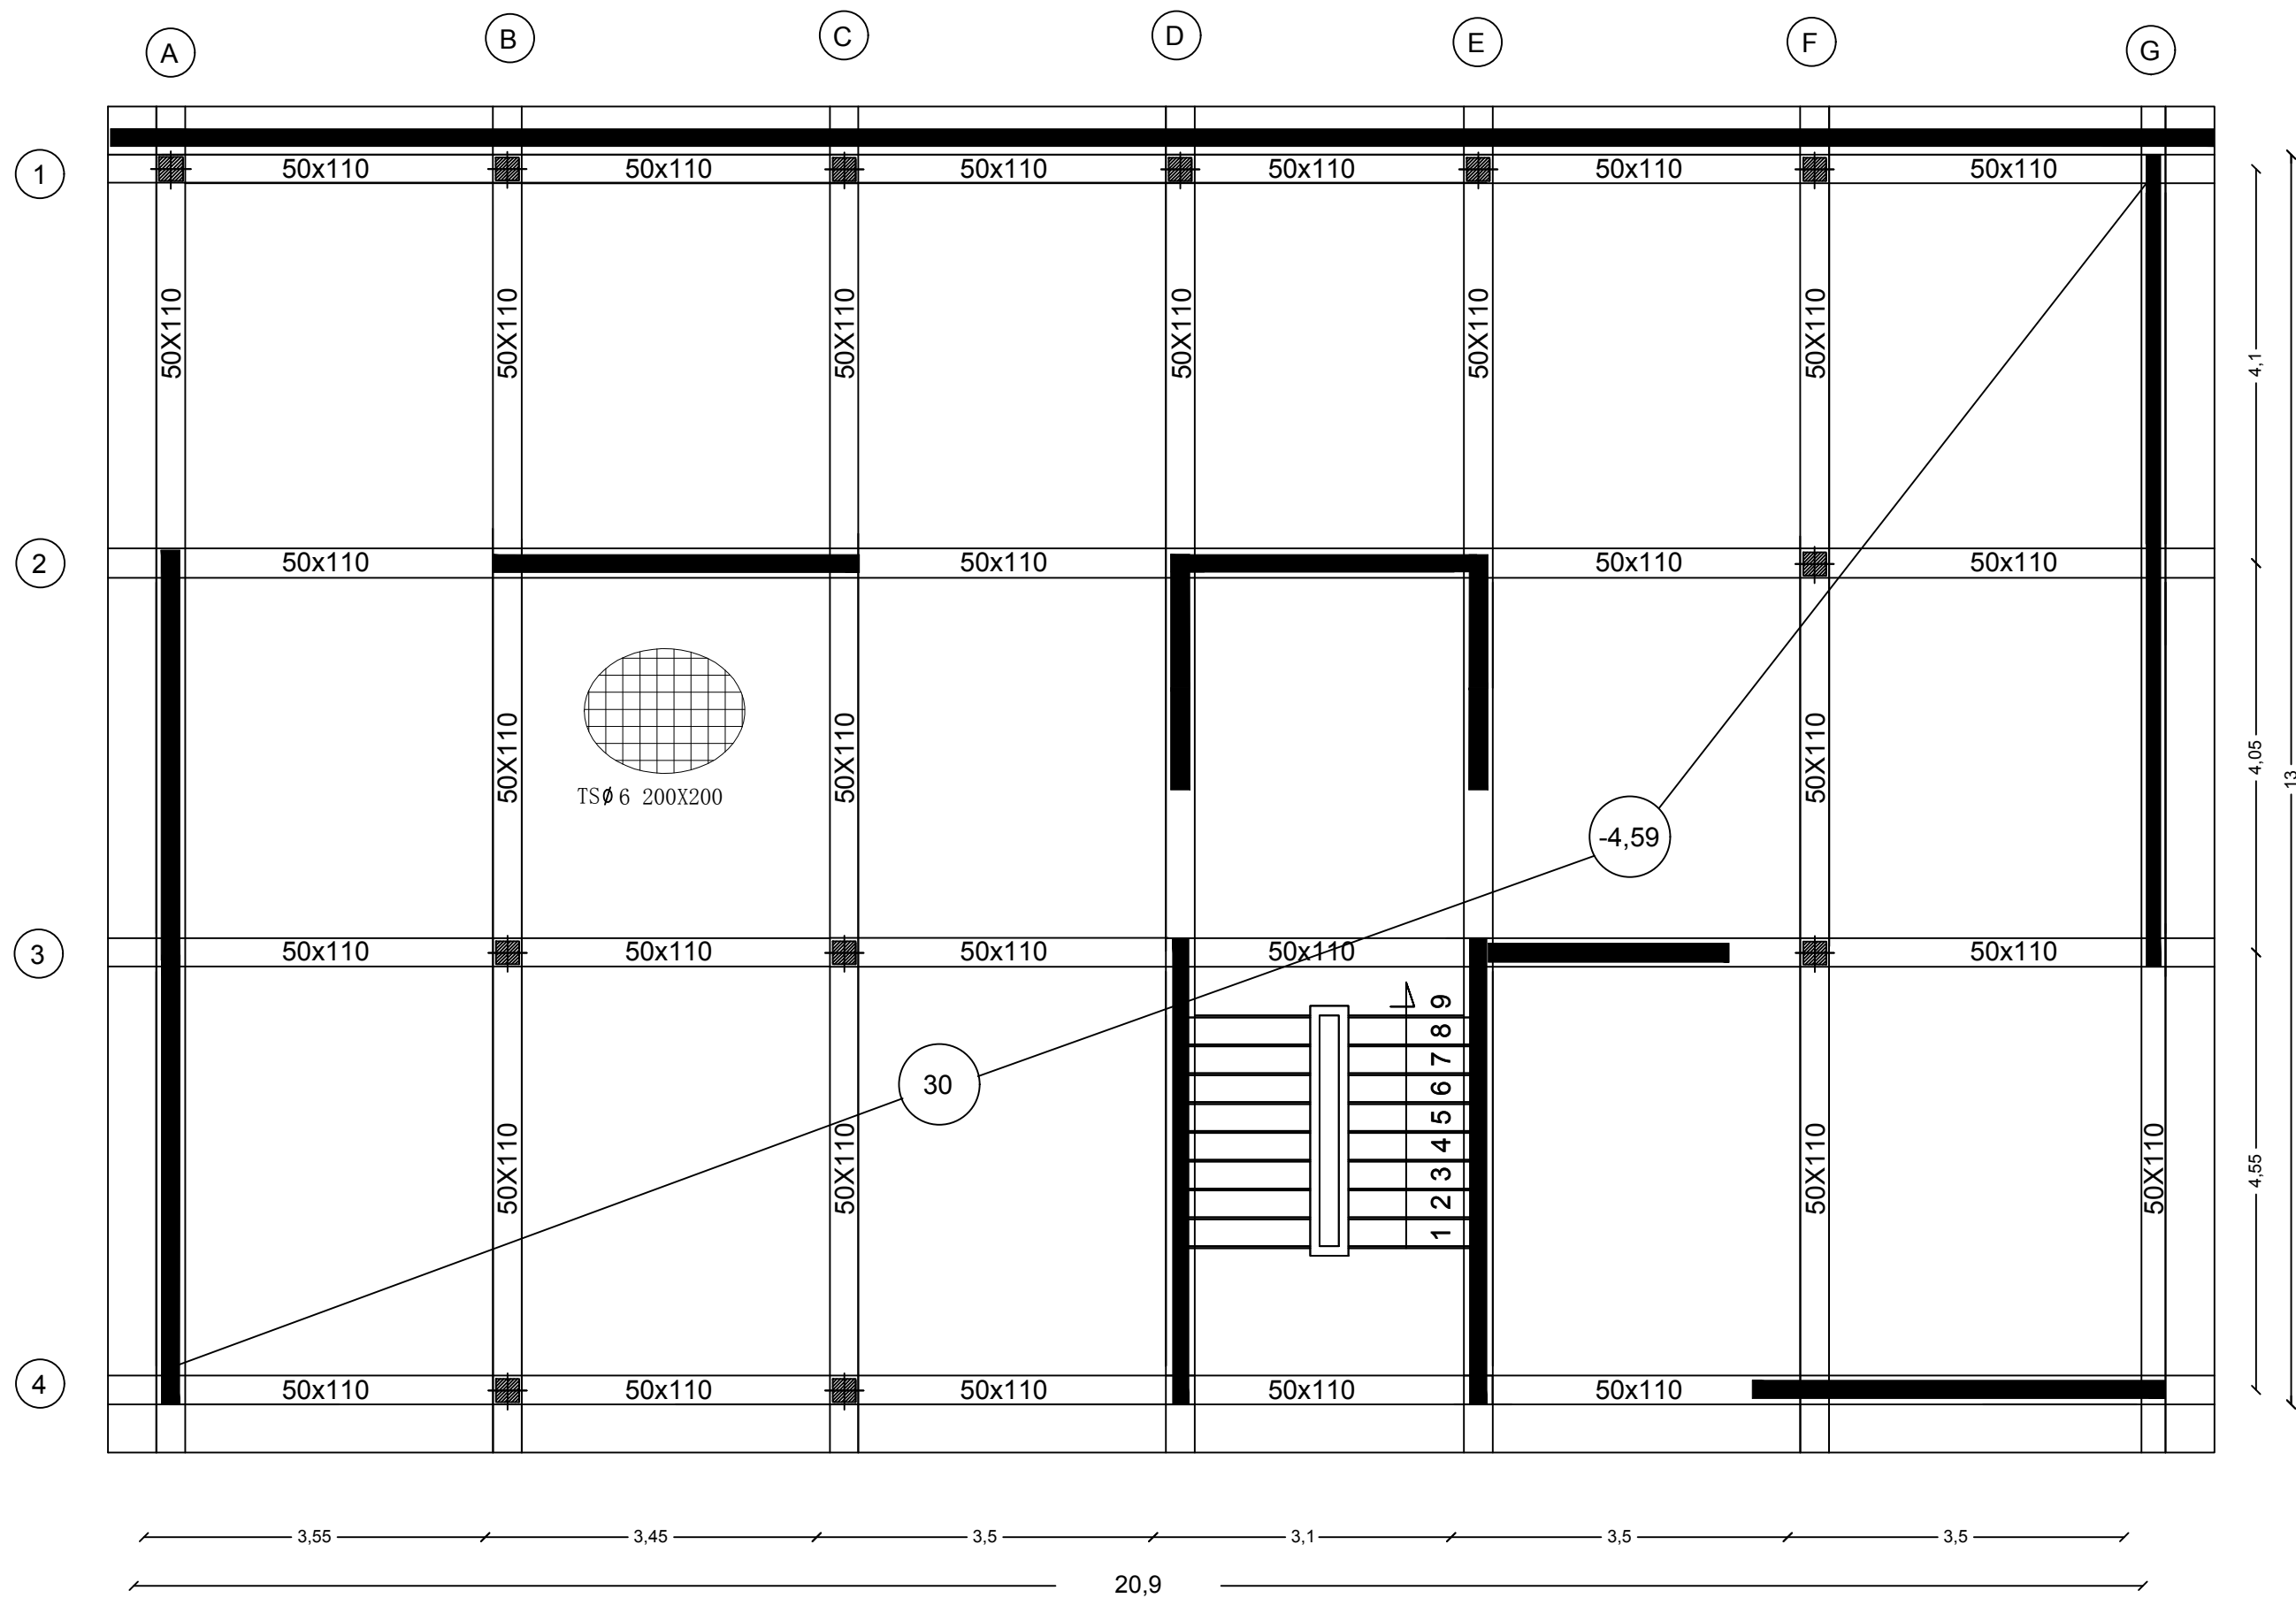 A B C D E F G
1 50x110 50x110 50x110 50x110 50x110 50x110
50X110 50X110 50X110 50X110 50X110 50X110
4,1
2 50x110 50x110 50x110 50x110
50X110 50X110 50X110
4,05
13
TSϕ6 200X200
-4,59
3 50x110 50x110 50x110 50x110 50x110
30
1 2 3 4 5 6 7 8 9
50X110 50X110 50X110 50X110
4,55
4 50x110 50x110 50x110 50x110 50x110
3,55 3,45 3,5 3,1 3,5 3,5
20,9